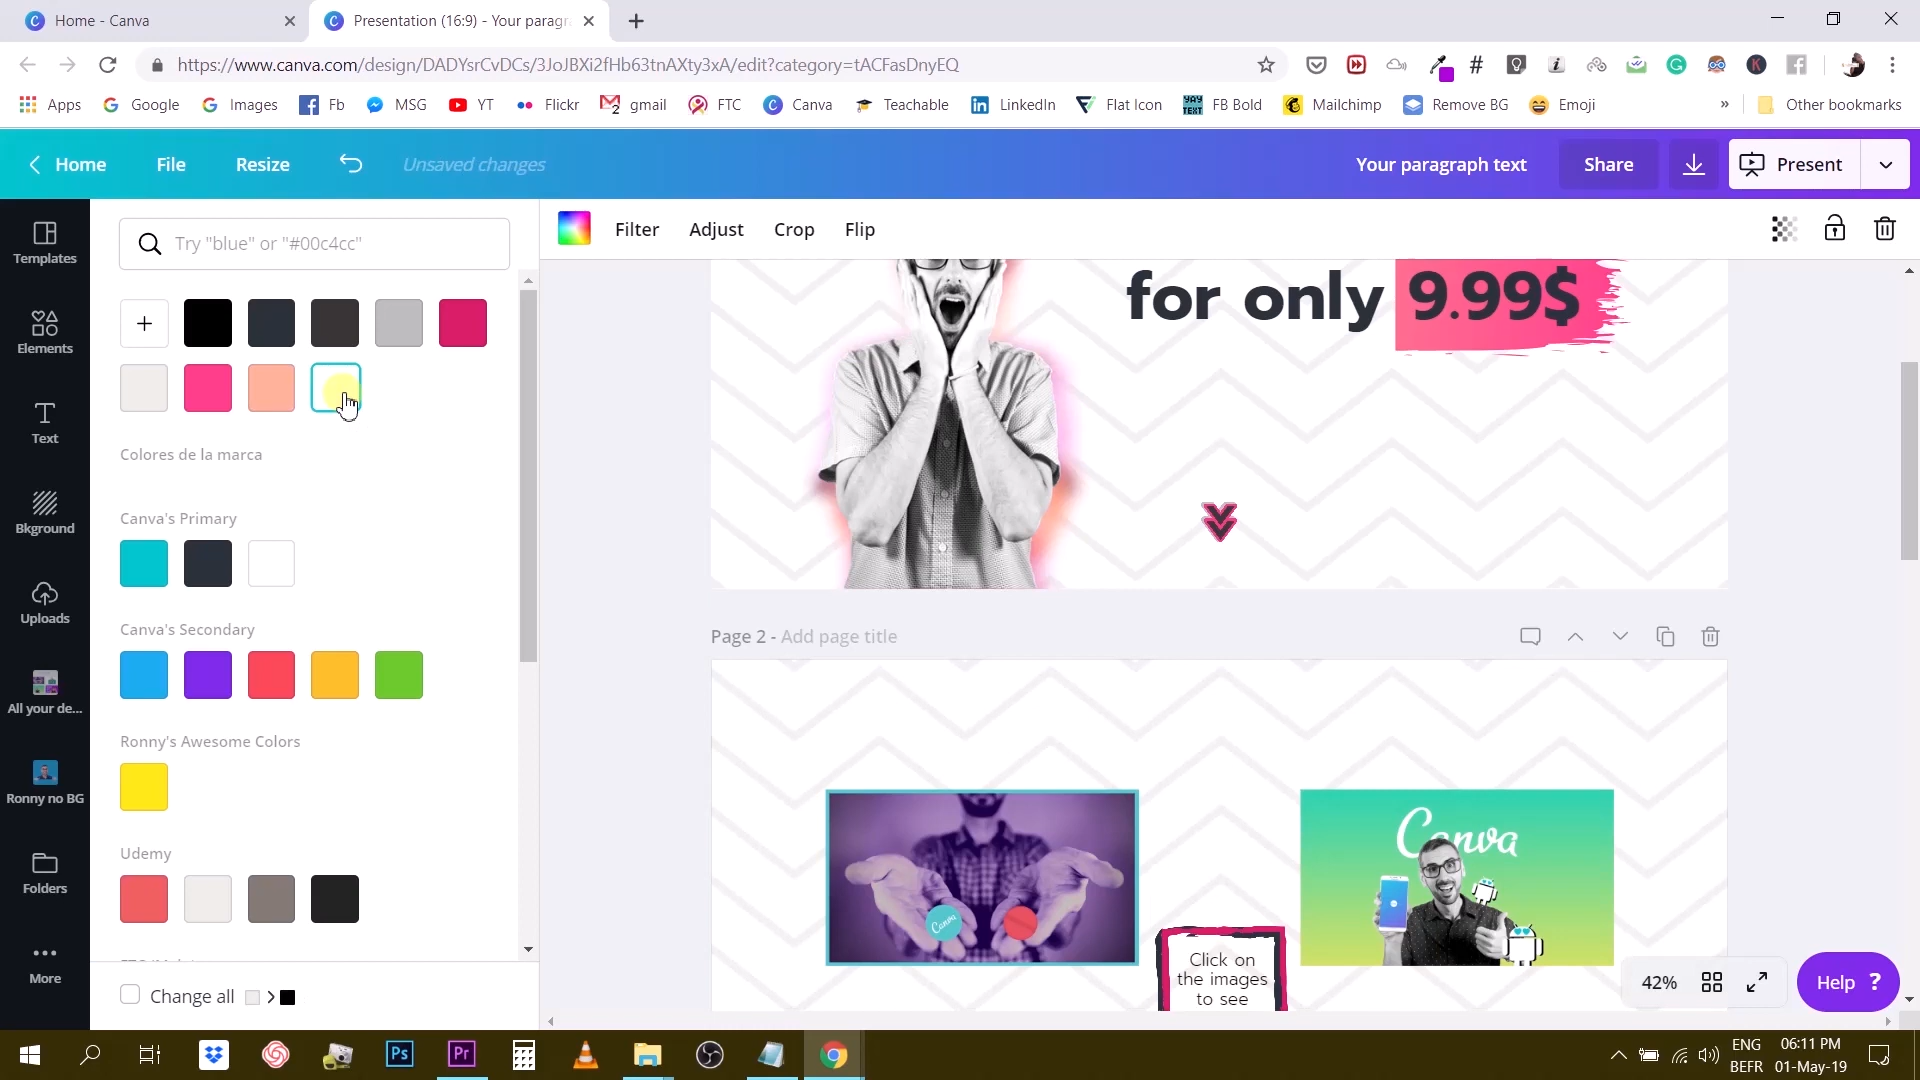 Home - Canva
Presentation (16:9) - Your paragr
https://www.canva.com/design/DADYsrCvDCs/3JoJBXi2fHb63tnAXty3xA/edit?category=tACFasDnyEQ
Apps
Google
Images
Fb
MSG
YT
Flickr
gmail
FTC
Canva
Teachable
LinkedIn
Flat Icon
FB Bold
Mailchimp
Remove BG
Emoji
»
Other bookmarks
Home
File
Resize
Unsaved changes
Your paragraph text
Share
Present
Try "blue" or "#00c4cc"
Filter
Adjust
Crop
Flip
Templates
Elements
Text
Bkground
Uploads
All your de...
Ronny no BG
Folders
More
Colores de la marca
Canva's Primary
Canva's Secondary
Ronny's Awesome Colors
Udemy
Change all
for only 9.99$
Page 2 - Add page title
Canva
Canva
Click on
the images
to see
42%
Help ?
Ps
Pr
ENG
BEFR
06:11 PM
01-May-19